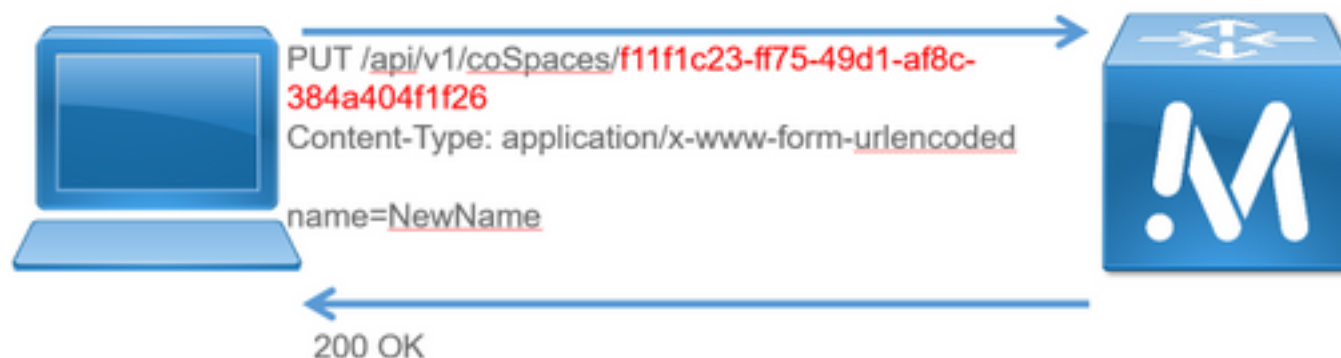 PUT /api/v1/coSpaces/f11f1c23-ff75-49d1-af8c-
384a404f1f26
Content-Type: application/x-www-form-urlencoded
name=NewName
200 OK